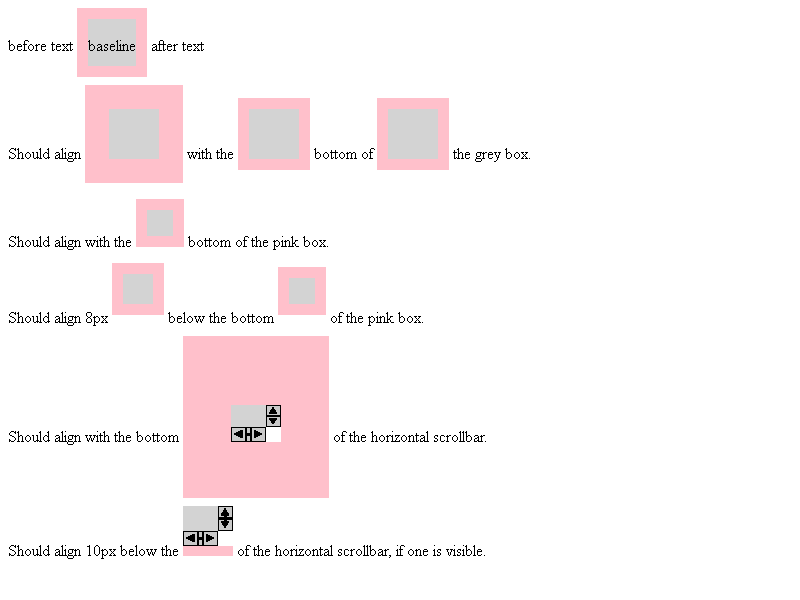 before text baseline after text
Should align with the bottom of the grey box.
Should align with the bottom of the pink box.
Should align 8px below the bottom of the pink box.
Should align with the bottom of the horizontal scrollbar.
Should align 10px below the of the horizontal scrollbar, if one is visible.